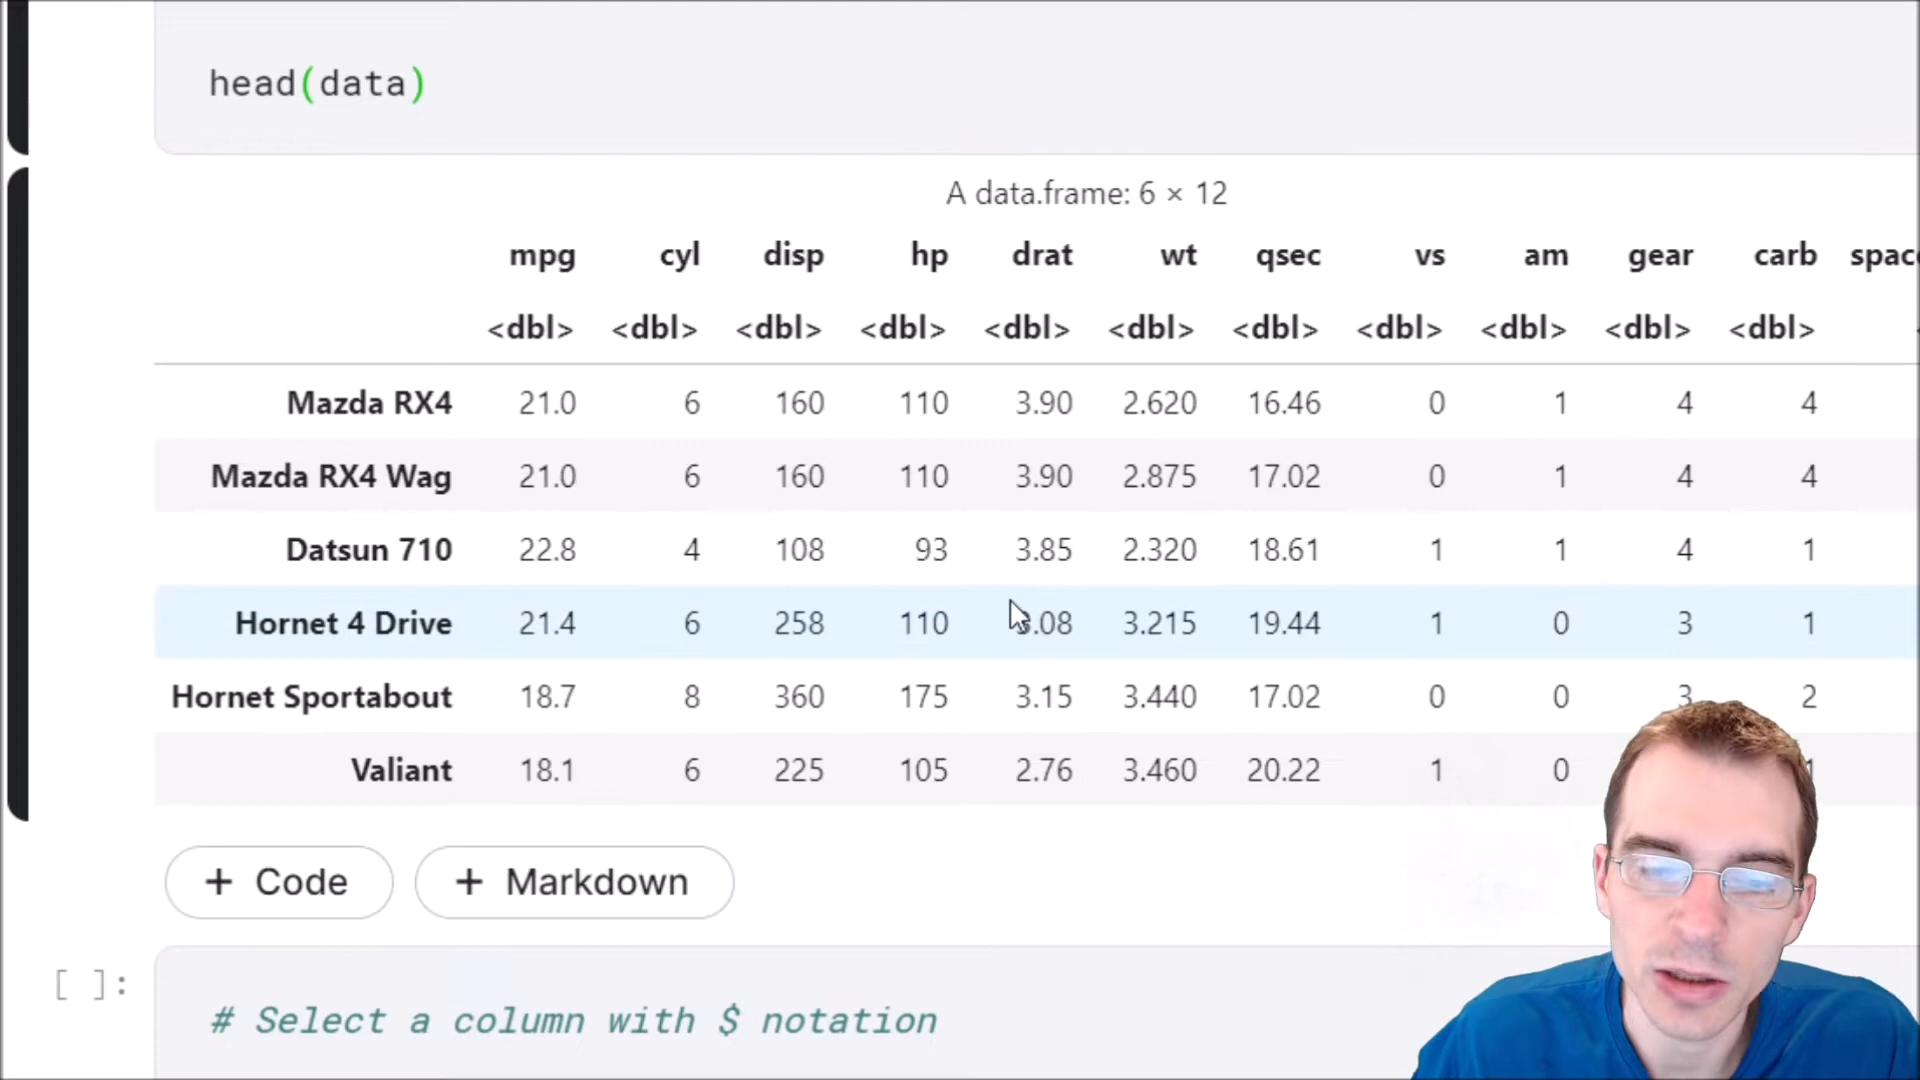 head(data)
A data.frame: 6 × 12
mpg cyl disp hp drat wt qsec vs am gear carb spac
<dbl> <dbl> <dbl> <dbl> <dbl> <dbl> <dbl> <dbl> <dbl> <dbl> <dbl>
Mazda RX4 21.0 6 160 110 3.90 2.620 16.46 0 1 4 4
Mazda RX4 Wag 21.0 6 160 110 3.90 2.875 17.02 0 1 4 4
Datsun 710 22.8 4 108 93 3.85 2.320 18.61 1 1 4 1
Hornet 4 Drive 21.4 6 258 110 3.08 3.215 19.44 1 0 3 1
Hornet Sportabout 18.7 8 360 175 3.15 3.440 17.02 0 0 3 2
Valiant 18.1 6 225 105 2.76 3.460 20.22 1 0 1
+ Code + Markdown
[ ]:
# Select a column with $ notation